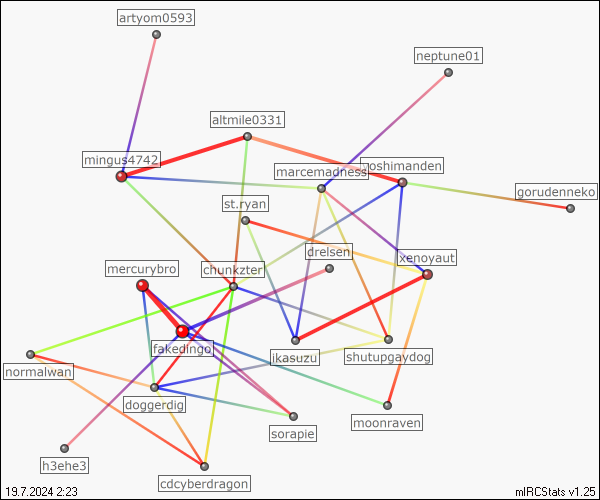 artyom0593
neptune01
altmile0331
mingus4742
marcemadness
yoshimanden
gorudenneko
st.ryan
drelsen
xenoyaut
mercurybro
chunkzter
fakedingo
ikasuzu
shutupgaydog
normalwan
doggerdig
sorapie
moonraven
h3ehe3
cdcyberdragon
19.7.2024 2:23
mIRCStats v1.25